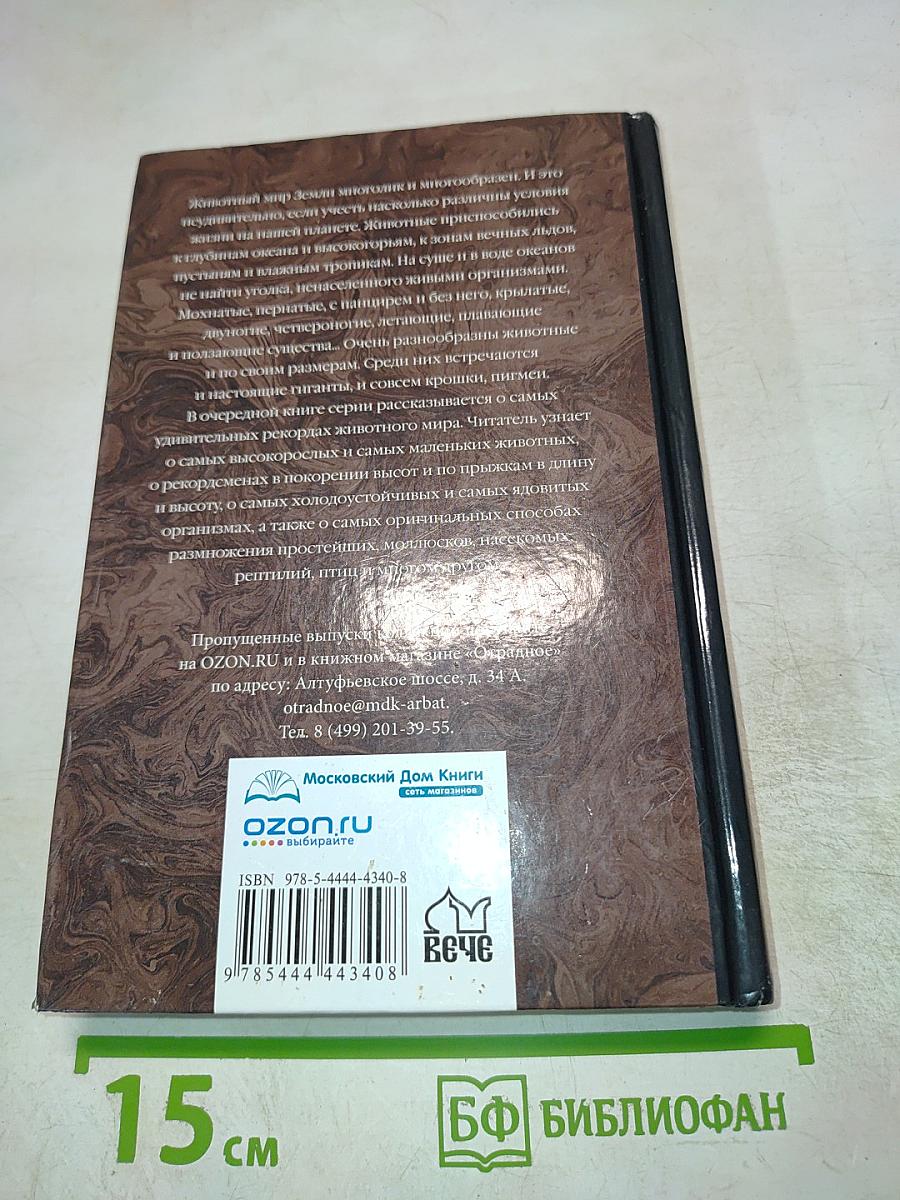 Животный мир Земли многолик и многообразен. И это
неудивительно, если учесть насколько различны условия
жизни на нашей планете. Животные приспособились
к глубинам океана и высокогорьям, к зонам вечных льдов,
пустыням и влажным тропикам. На суше и в воде океанов
не найти уголка, ненаселенного живыми организмами.
Мохнатые, пернатые, с панцирем и без него, крылатые,
двуногие, четвероногие, летающие, плавающие
и ползающие существа... Очень разнообразны животные
и по своим размерам. Среди них встречаются
и настоящие гиганты, и совсем крошки, пигмеи.
В очередной книге серии рассказывается о самых
удивительных рекордах животного мира. Читатель узнает
о самых высокорослых и самых маленьких животных,
о рекордсменах в покорении высот и по прыжкам в длину
и высоту, о самых холодоустойчивых и самых ядовитых
организмах, а также о самых оригинальных способах
размножения простейших, моллюсков, насекомых,
рептилий, птиц и многом другом.
Пропущенные выпуски
на OZON.RU и в книжном магазине «Отрадное»
по адресу: Алтуфьевское шоссе, д. 34 А.
otradnoe@mdk-arbat.
Тел. 8 (499) 201-39-55.
Московский Дом Книги
сеть магазинов
OZON.RU
выбирайте
ISBN 978-5-4444-4340-8
9 785444 443408
ВЕЧЕ
15 см
БФ БИБЛИОФАН